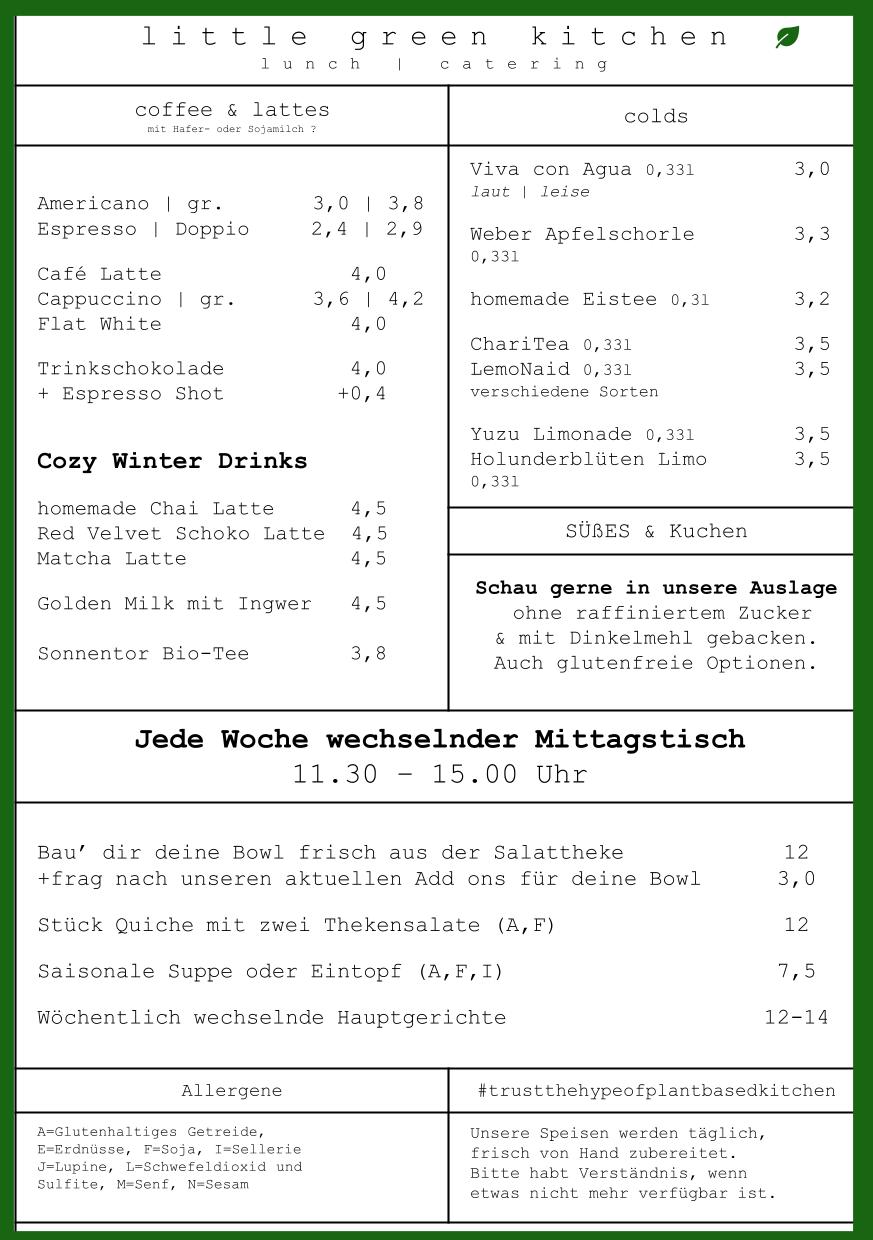 little green kitchen
lunch | catering
coffee & lattes
mit Hafer- oder Sojamilch ?
Americano | gr. 3,0 | 3,8
Espresso | Doppio 2,4 | 2,9
Café Latte 4,0
Cappuccino | gr. 3,6 | 4,2
Flat White 4,0
Trinkschokolade 4,0
+ Espresso Shot +0,4
Cozy Winter Drinks
homemade Chai Latte 4,5
Red Velvet Schoko Latte 4,5
Matcha Latte 4,5
Golden Milk mit Ingwer 4,5
Sonnentor Bio-Tee 3,8
colds
Viva con Agua 0,33l 3,0
laut | leise
Weber Apfelschorle 3,3
0,33l
homemade Eistee 0,3l 3,2
ChariTea 0,33l 3,5
LemoNaid 0,33l 3,5
verschiedene Sorten
Yuzu Limonade 0,33l 3,5
Holunderblüten Limo 3,5
0,33l
SÜßES & Kuchen
Schau gerne in unsere Auslage
ohne raffiniertem Zucker
& mit Dinkelmehl gebacken.
Auch glutenfreie Optionen.
Jede Woche wechselnder Mittagstisch
11.30 – 15.00 Uhr
Bau’ dir deine Bowl frisch aus der Salattheke 12
+frag nach unseren aktuellen Add ons für deine Bowl 3,0
Stück Quiche mit zwei Thekensalate (A,F) 12
Saisonale Suppe oder Eintopf (A,F,I) 7,5
Wöchentlich wechselnde Hauptgerichte 12-14
Allergene
A=Glutenhaltiges Getreide,
E=Erdnüsse, F=Soja, I=Sellerie
J=Lupine, L=Schwefeldioxid und
Sulfite, M=Senf, N=Sesam
#trustthehypeofplantbasedkitchen
Unsere Speisen werden täglich,
frisch von Hand zubereitet.
Bitte habt Verständnis, wenn
etwas nicht mehr verfügbar ist.